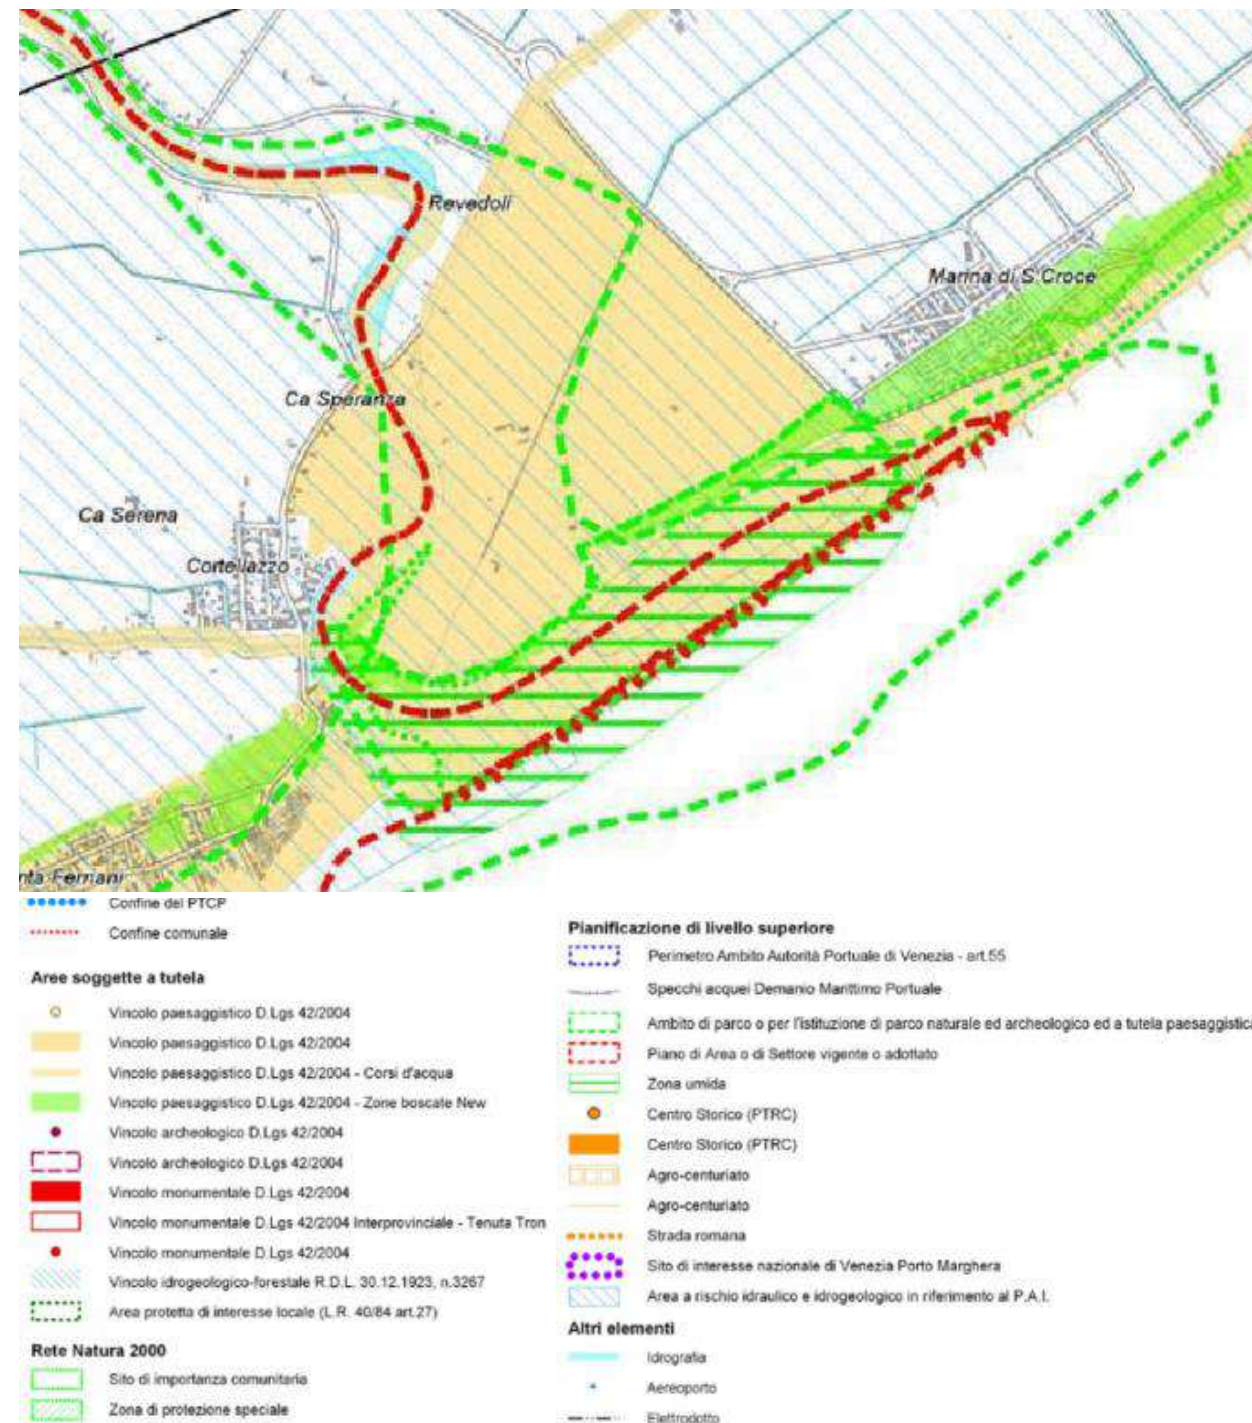 Revedoli
Marina di S Croce
Ca Speranza
Ca Serena
Cortellazzo
nta Fernani
Confine del PTCP
Confine comunale
Aree soggette a tutela
Vincolo paesaggistico D.Lgs 42/2004
Vincolo paesaggistico D.Lgs 42/2004
Vincolo paesaggistico D.Lgs 42/2004 - Corsi d'acqua
Vincolo paesaggistico D.Lgs 42/2004 - Zone boscate New
Vincolo archeologico D.Lgs 42/2004
Vincolo archeologico D.Lgs 42/2004
Vincolo monumentale D.Lgs 42/2004
Vincolo monumentale D.Lgs 42/2004 Interprovinciale - Tenuta Tron
Vincolo monumentale D.Lgs 42/2004
Vincolo idrogeologico-forestale R.D.L. 30.12.1923, n.3267
Area protetta di interesse locale (L.R. 40/84 art.27)
Rete Natura 2000
Sito di importanza comunitaria
Zona di protezione speciale
Pianificazione di livello superiore
Perimetro Ambito Autorità Portuale di Venezia - art.55
Specchi acquei Demanio Marittimo Portuale
Ambito di parco o per l'istituzione di parco naturale ed archeologico ed a tutela paesaggistica
Piano di Area o di Settore vigente o adottato
Zona umida
Centro Storico (PTRC)
Centro Storico (PTRC)
Agro-centuriato
Agro-centuriato
Strada romana
Sito di interesse nazionale di Venezia Porto Marghera
Area a rischio idraulico e idrogeologico in riferimento al P.A.I.
Altri elementi
Idrografia
Aereoporto
Elettrodotto